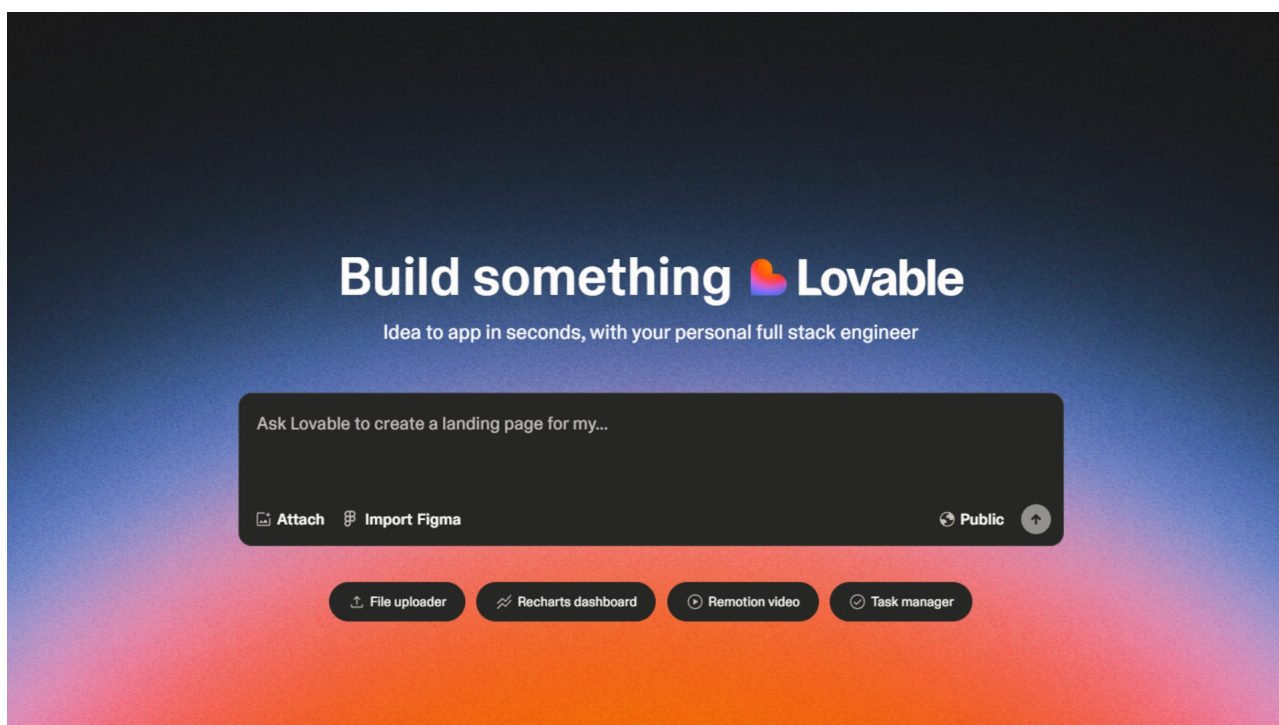 Build something Lovable
Idea to app in seconds, with your personal full stack engineer
Ask Lovable to create a landing page for my...
Attach Import Figma Public
File uploader Recharts dashboard Remotion video Task manager